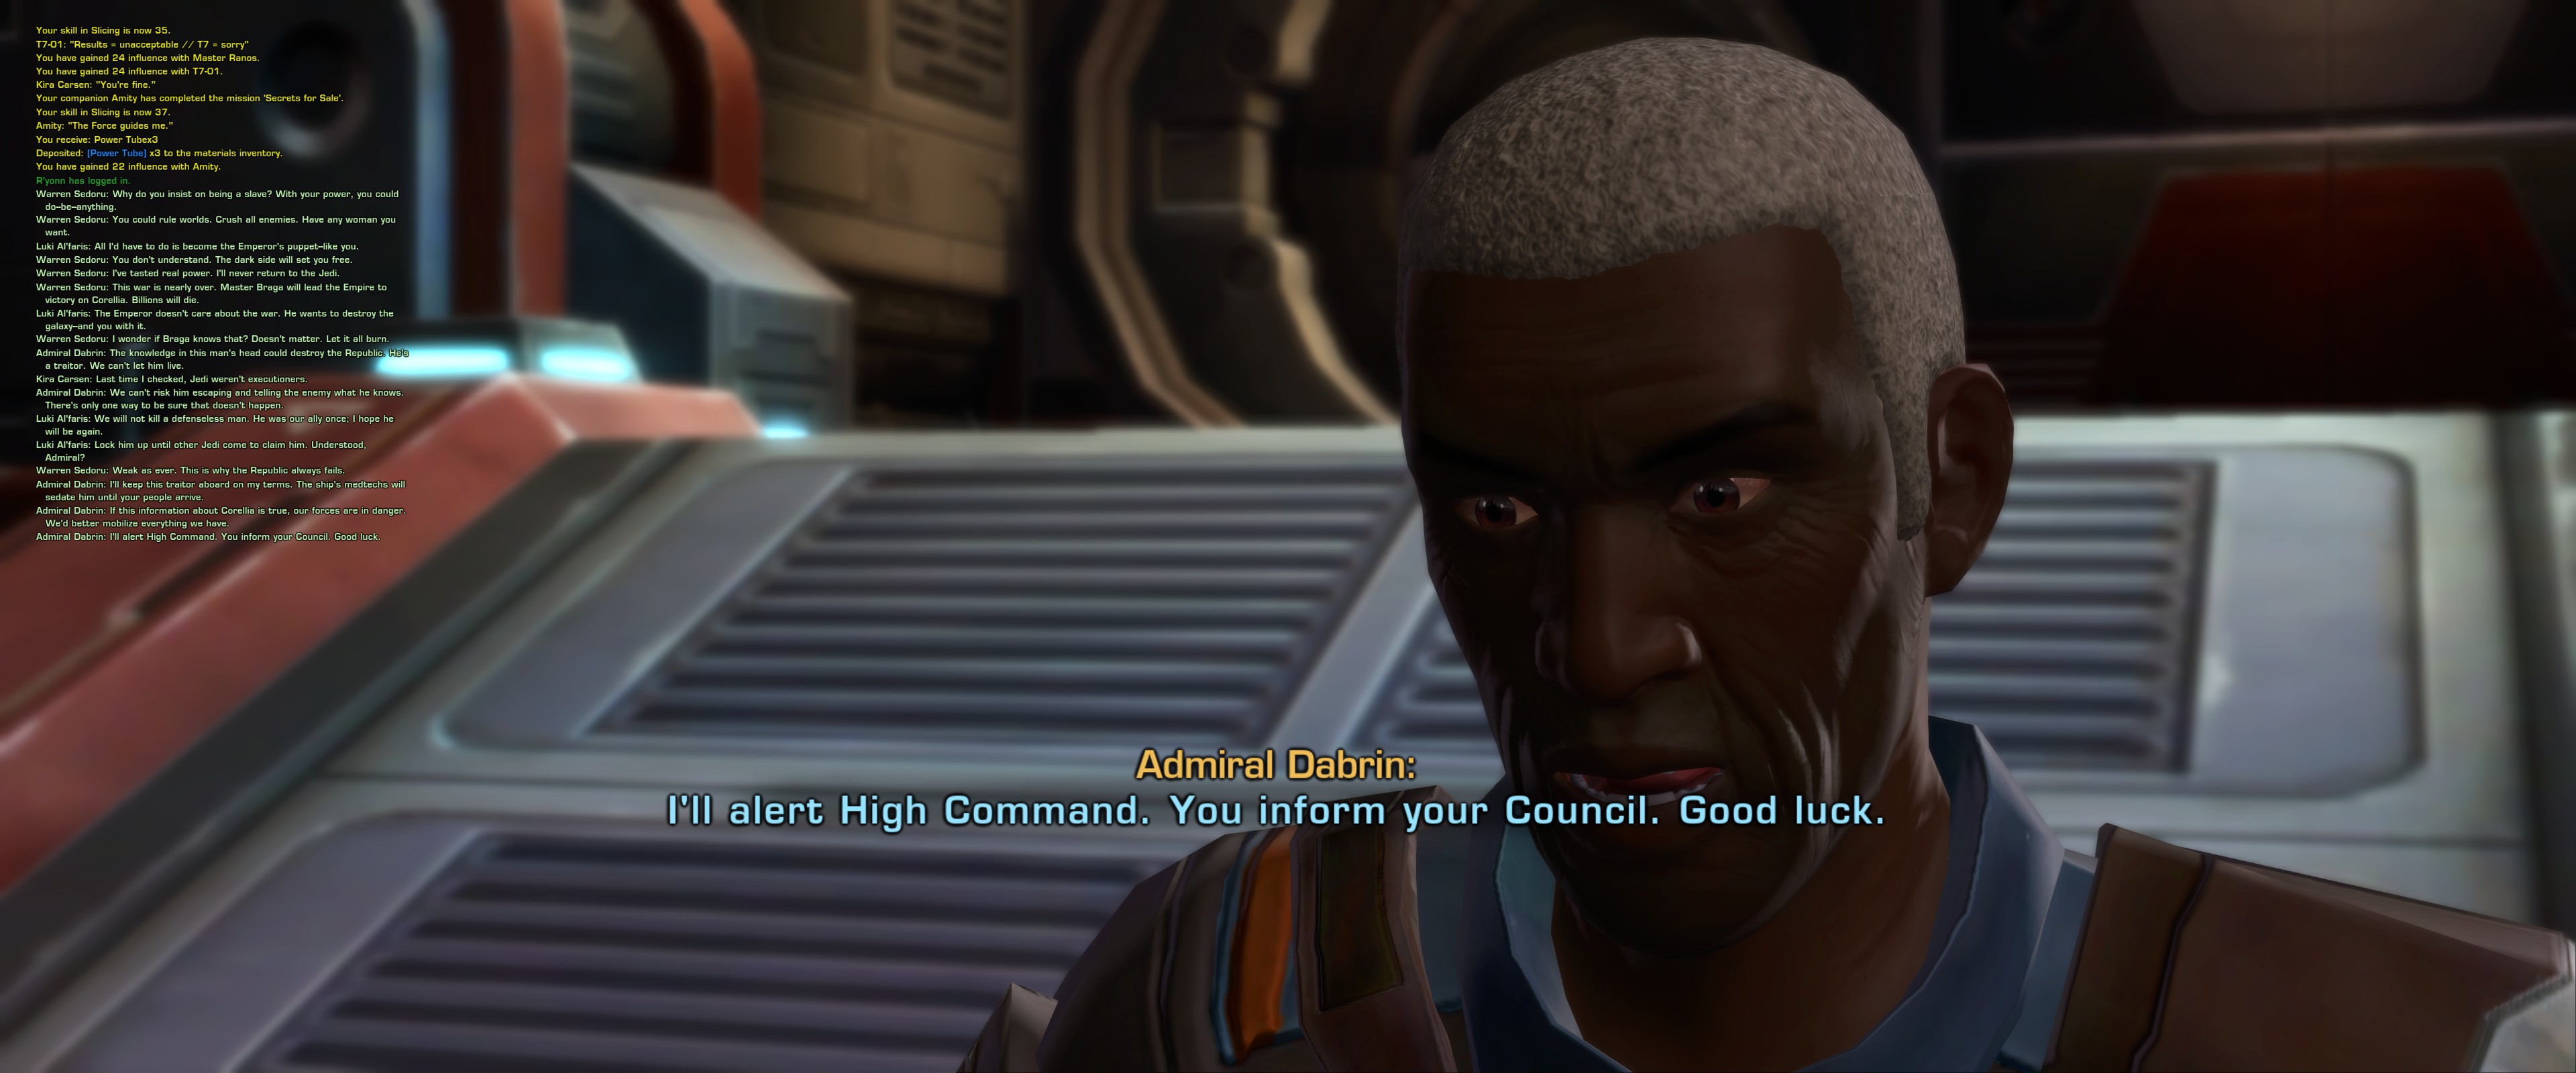 Your skill in Slicing is now 35.
T7-01: "Results = unacceptable // T7 = sorry"
You have gained 24 influence with Master Ranos.
You have gained 24 influence with T7-01.
Kira Carsen: "You're fine."
Your companion Amity has completed the mission 'Secrets for Sale'.
Your skill in Slicing is now 37.
Amity: "The Force guides me."
You receive: Power Tubex3
Deposited: [Power Tube] x3 to the materials inventory.
You have gained 22 influence with Amity.
R'yonn has logged in.
Warren Sedoru: Why do you insist on being a slave? With your power, you could
do—be—anything.
Warren Sedoru: You could rule worlds. Crush all enemies. Have any woman you
want.
Luki Al'faris: All I'd have to do is become the Emperor's puppet—like you.
Warren Sedoru: You don't understand. The dark side will set you free.
Warren Sedoru: I've tasted real power. I'll never return to the Jedi.
Warren Sedoru: This war is nearly over. Master Braga will lead the Empire to
victory on Corellia. Billions will die.
Luki Al'faris: The Emperor doesn't care about the war. He wants to destroy the
galaxy—and you with it.
Warren Sedoru: I wonder if Braga knows that? Doesn't matter. Let it all burn.
Admiral Dabrin: The knowledge in this man's head could destroy the Republic. He's
a traitor. We can't let him live.
Kira Carsen: Last time I checked, Jedi weren't executioners.
Admiral Dabrin: We can't risk him escaping and telling the enemy what he knows.
There's only one way to be sure that doesn't happen.
Luki Al'faris: We will not kill a defenseless man. He was our ally once; I hope he
will be again.
Luki Al'faris: Lock him up until other Jedi come to claim him. Understood,
Admiral?
Warren Sedoru: Weak as ever. This is why the Republic always fails.
Admiral Dabrin: I'll keep this traitor aboard on my terms. The ship's medtechs will
sedate him until your people arrive.
Admiral Dabrin: If this information about Corellia is true, our forces are in danger.
We'd better mobilize everything we have.
Admiral Dabrin: I'll alert High Command. You inform your Council. Good luck.
Admiral Dabrin:
I'll alert High Command. You inform your Council. Good luck.